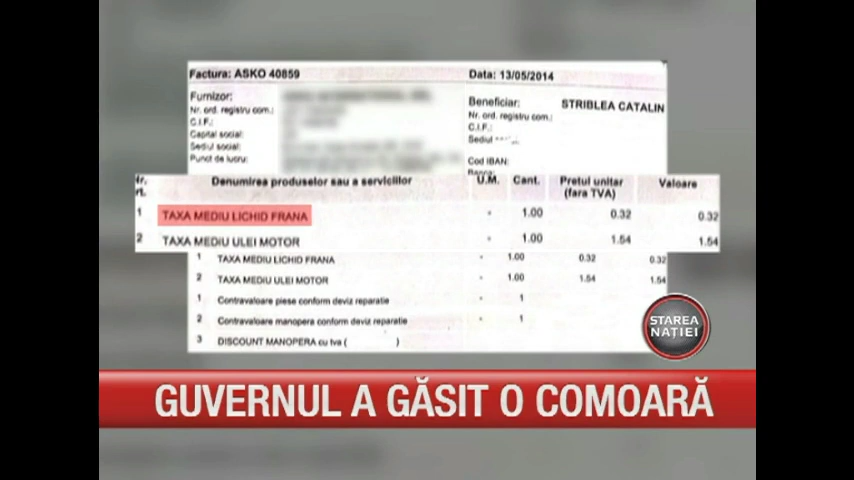 Factura: ASKO 40859
Data: 13/05/2014
Furnizor:
Nr. ord. registru com.:
C.I.F.:
Capital social:
Sediul social:
Punct de lucru:
Beneficiar: STRIBLEA CATALIN
Nr. ord. registru com.:
C.I.F.:
Sediul
Cod IBAN:
Denumirea produselor sau a serviciilor U.M. Cant. Pretul unitar (fara TVA) Valoare
1 TAXA MEDIU LICHID FRANA - 1.00 0.32 0.32
2 TAXA MEDIU ULEI MOTOR - 1.00 1.54 1.54
1 TAXA MEDIU LICHID FRANA - 1.00 0.32 0.32
2 TAXA MEDIU ULEI MOTOR - 1.00 1.54 1.54
1 Contravaloare piese conform deviz reparatie - 1
2 Contravaloare manopera conform deviz reparatie - 1
3 DISCOUNT MANOPERA cu tva ( )
STAREA
NAȚIEI
GUVERNUL A GĂSIT O COMOARĂ